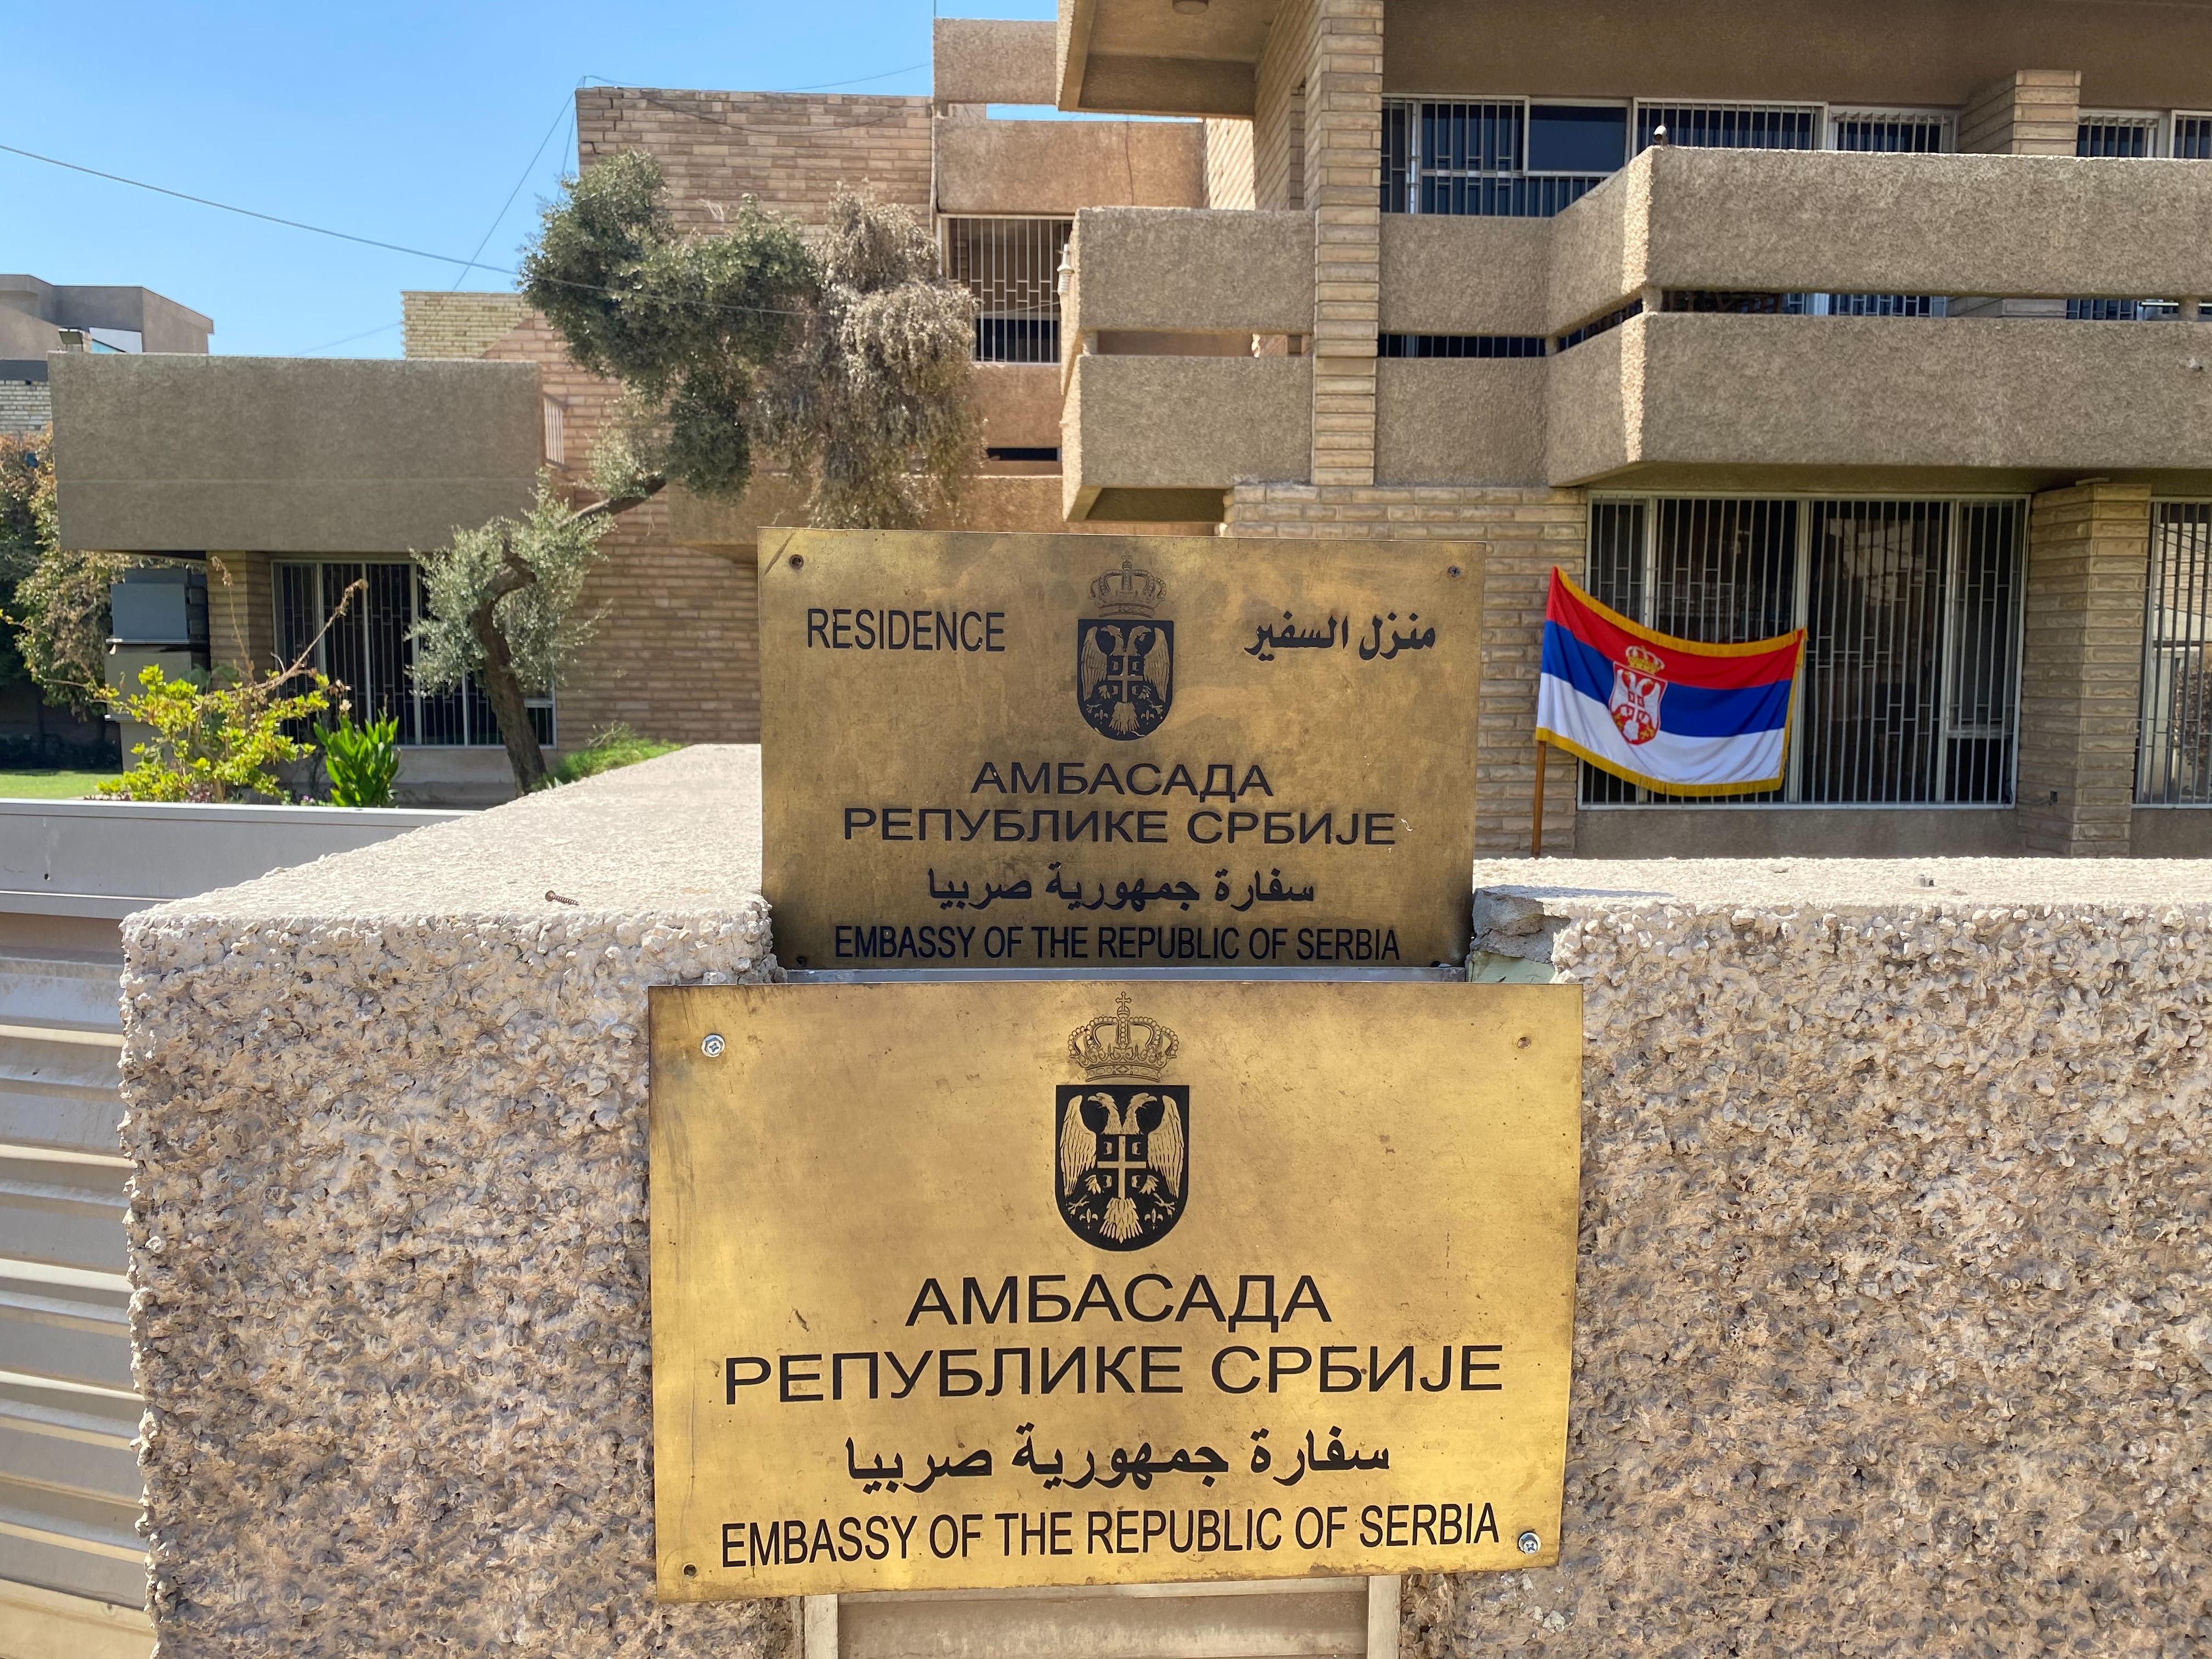 RESIDENCE
منزل السفير
АМБАСАДА
РЕПУБЛИКЕ СРБИЈЕ
سفارة جمهورية صربيا
EMBASSY OF THE REPUBLIC OF SERBIA
АМБАСАДА
РЕПУБЛИКЕ СРБИЈЕ
سفارة جمهورية صربيا
EMBASSY OF THE REPUBLIC OF SERBIA